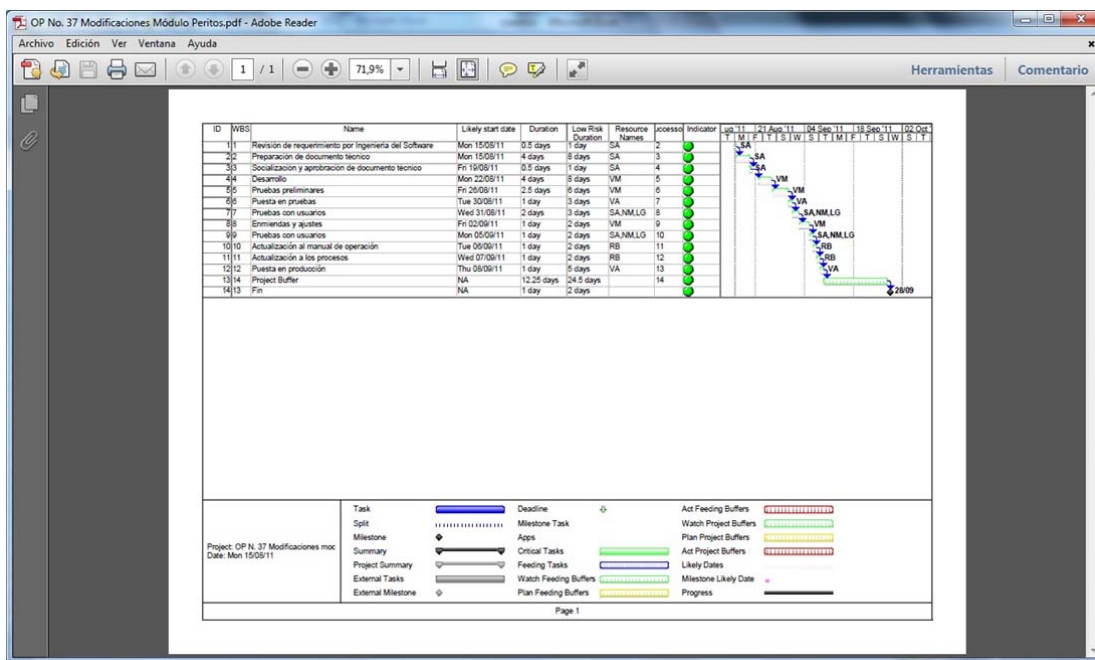 OP No. 37 Modificaciones Módulo Peritos.pdf - Adobe Reader
Archivo Edición Ver Ventana Ayuda
1 / 1 71,9% Herramientas Comentario
ID WBS Name Likely start date Duration Low Risk Duration Resource Names ucceso Indicator ug '11 21 Aug '11 04 Sep '11 18 Sep '11 02 Oct '
T M F T S W S T M F T S W S T
1 1 Revisión de requerimiento por Ingeniería del Software Mon 15/08/11 0.5 days 1 day SA 2 SA
2 2 Preparación de documento técnico Mon 15/08/11 4 days 8 days SA 3 SA
3 3 Socialización y aprobración de documento técnico Fri 19/08/11 0.5 days 1 day SA 4 SA
4 4 Desarrollo Mon 22/08/11 4 days 8 days VM 5 VM
5 5 Pruebas preliminares Fri 26/08/11 2.5 days 6 days VM 6 VM
6 6 Puesta en pruebas Tue 30/08/11 1 day 3 days VA 7 VA
7 7 Pruebas con usuarios Wed 31/08/11 2 days 3 days SA,NM,LG 8 SA,NM,LG
8 8 Enmiendas y ajustes Fri 02/09/11 1 day 2 days VM 9 VM
9 9 Pruebas con usuarios Mon 05/09/11 1 day 2 days SA,NM,LG 10 SA,NM,LG
10 10 Actualización al manual de operación Tue 06/09/11 1 day 2 days RB 11 RB
11 11 Actualización a los procesos Wed 07/09/11 1 day 2 days RB 12 RB
12 12 Puesta en producción Thu 08/09/11 1 day 5 days VA 13 VA
13 14 Project Buffer NA 12.25 days 24.5 days 14
14 13 Fin NA 1 day 2 days 28/09
Project: OP N. 37 Modificaciones moc
Date: Mon 15/08/11
Task Deadline Act Feeding Buffers
Split Milestone Task Watch Project Buffers
Milestone Apps Plan Project Buffers
Summary Critical Tasks Act Project Buffers
Project Summary Feeding Tasks Likely Dates
External Tasks Watch Feeding Buffers Milestone Likely Date
External Milestone Plan Feeding Buffers Progress
Page 1